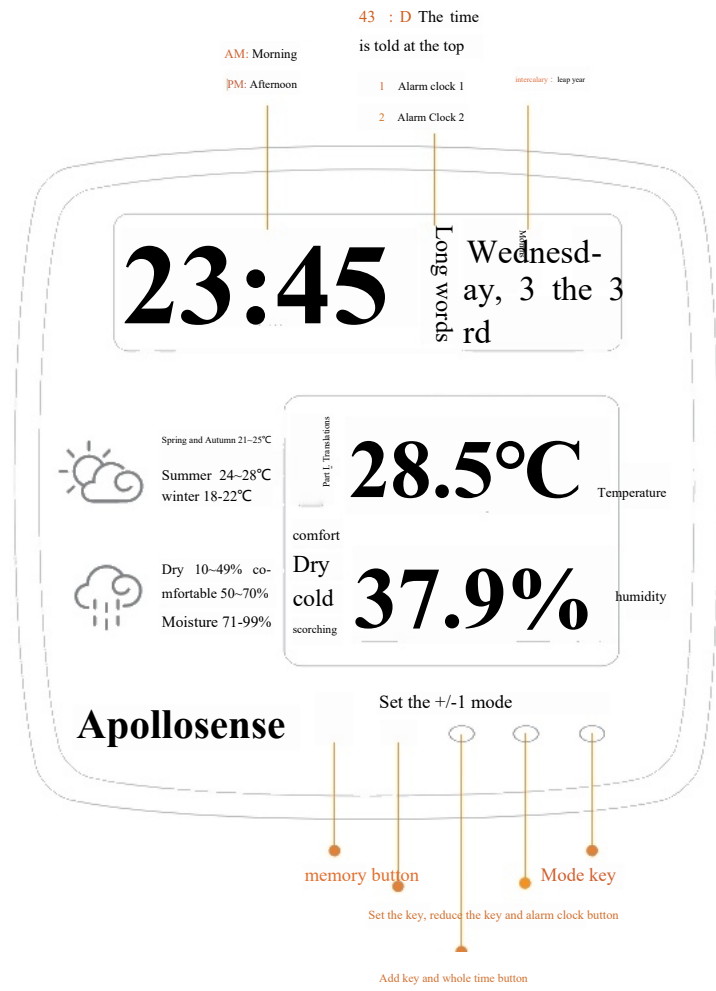 43 : D The time
is told at the top
AM: Morning
PM: Afternoon
1 Alarm clock 1
2 Alarm Clock 2
intercalary : leap year
23:45
Long words
Wednesd-
ay, 3 the 3
rd
Spring and Autumn 21~25℃
Summer 24~28℃
winter 18-22℃
Part I. Translations
28.5°C
Temperature
comfort
Dry
cold
scorching
Dry 10~49% co-
mfortable 50~70%
Moisture 71-99%
37.9%
humidity
Set the +/-1 mode
Apollosense
memory button
Mode key
Set the key, reduce the key and alarm clock button
Add key and whole time button